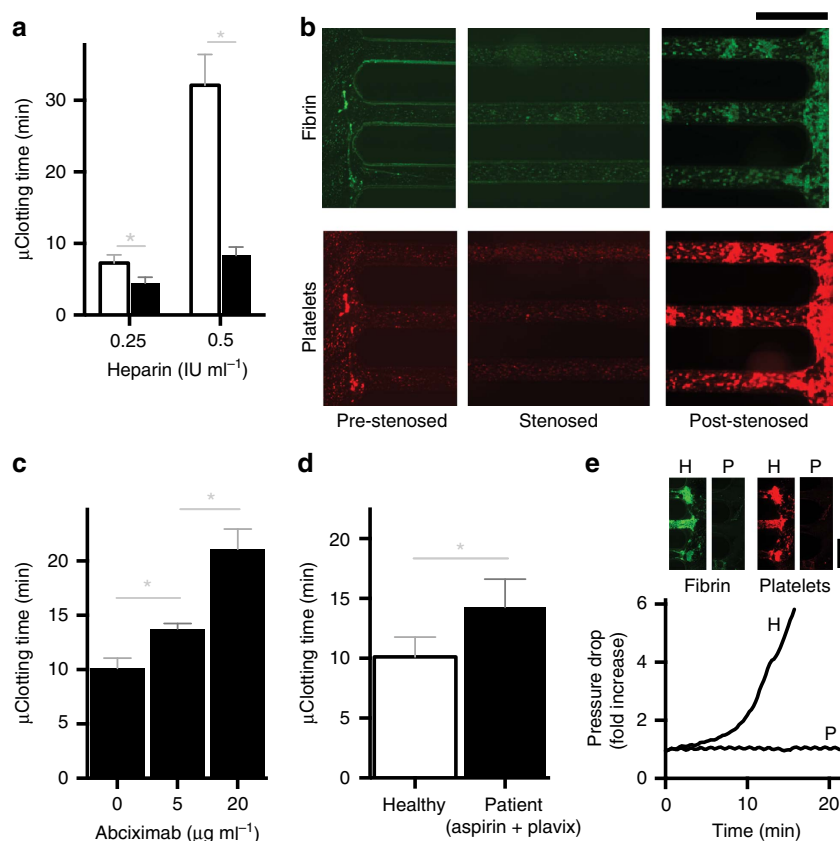 a
*
*
μClotting time (min)
30
20
10
0
0.25
0.5
Heparin (IU ml⁻¹)
b
Fibrin
Platelets
Pre-stenosed
Stenosed
Post-stenosed
c
*
*
μClotting time (min)
20
15
10
5
0
0
5
20
Abciximab (μg ml⁻¹)
d
*
μClotting time (min)
20
15
10
5
0
Healthy
Patient
(aspirin + plavix)
e
H P H P
Fibrin Platelets
Pressure drop
(fold increase)
6
4
2
0
H
P
0 10 20
Time (min)